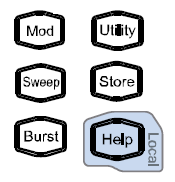 Mod Utility
Sweep Store
Burst Help
Local